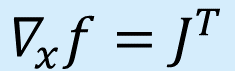 ∇ₓf = Jᵀ